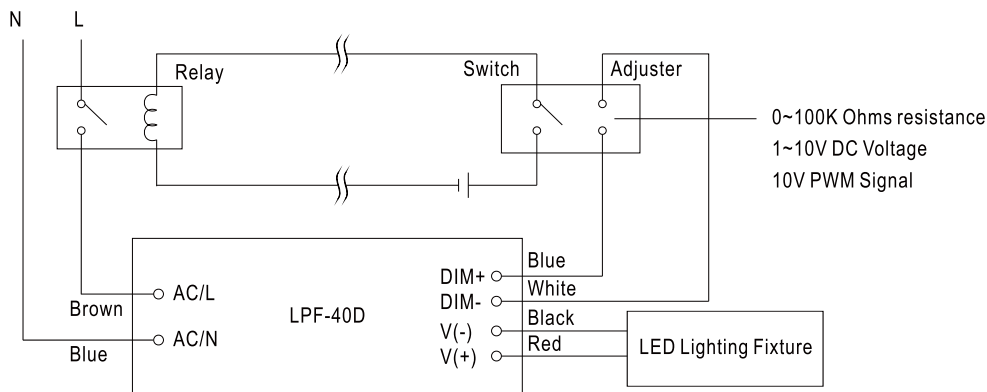 N
L
Relay
Switch
Adjuster
0~100K Ohms resistance
1~10V DC Voltage
10V PWM Signal
Brown
AC/L
Blue
AC/N
LPF-40D
DIM+
Blue
DIM-
White
V(-)
Black
V(+)
Red
LED Lighting Fixture